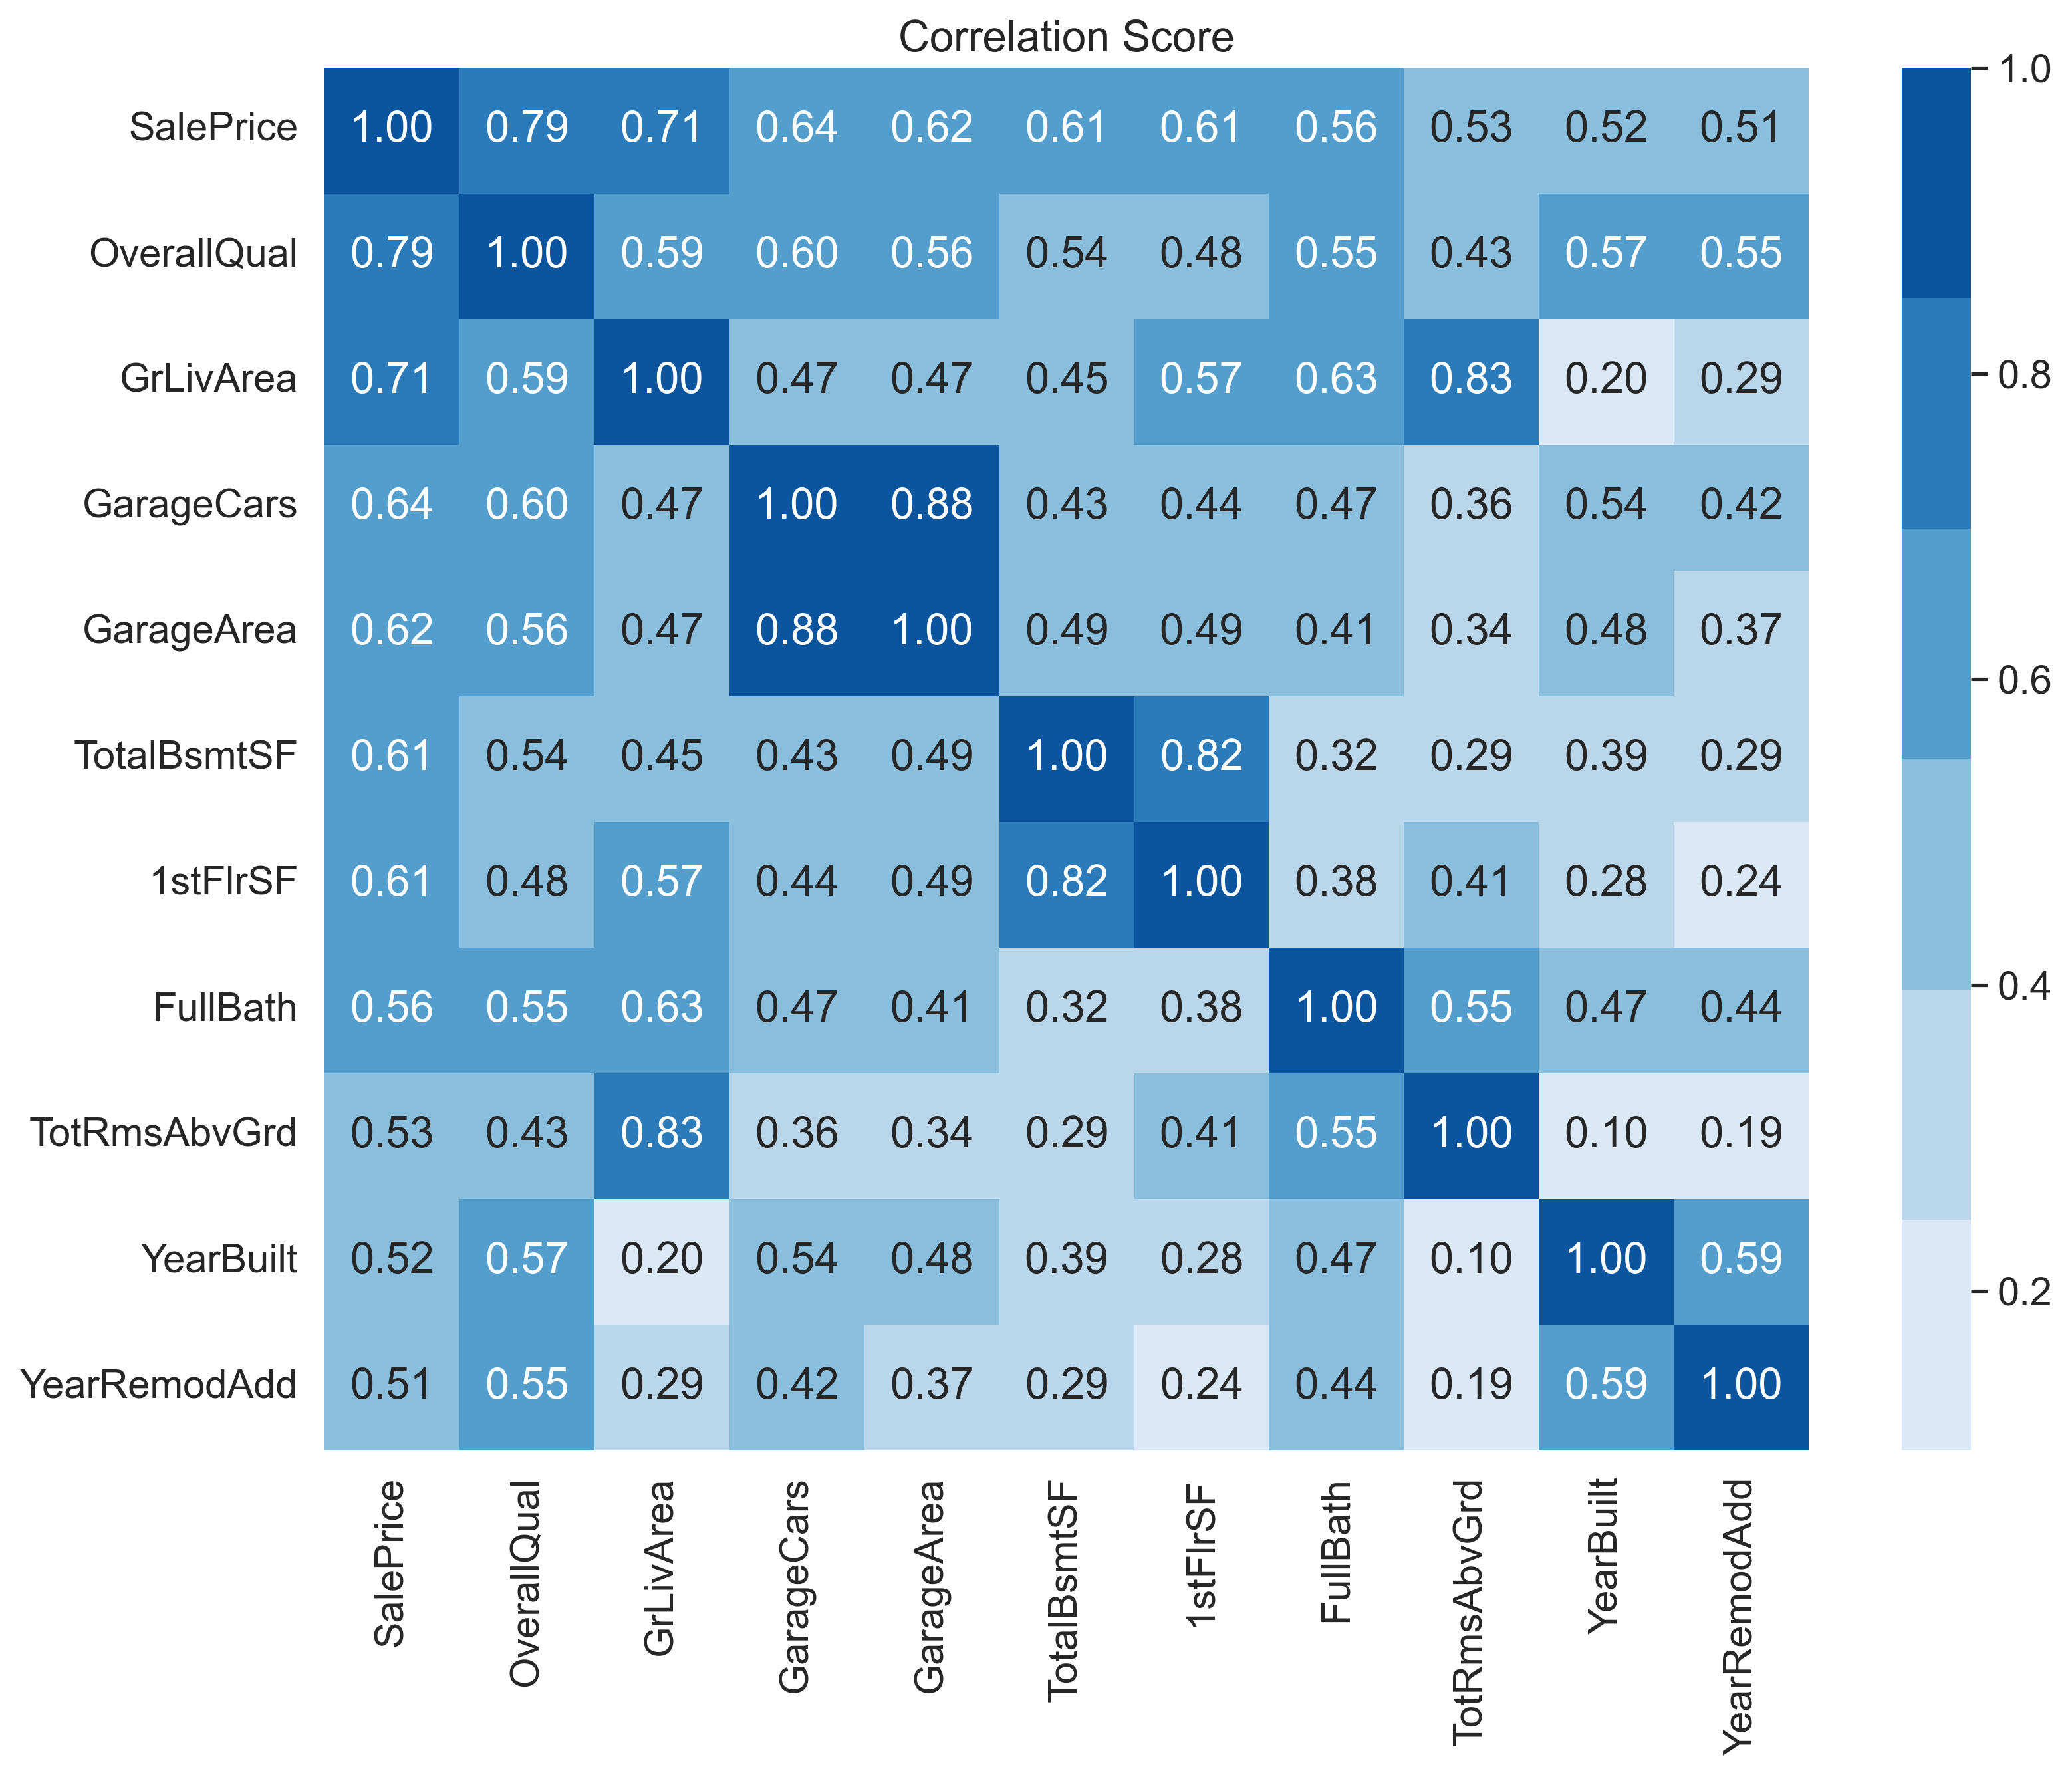 Correlation Score
SalePrice 1.00 0.79 0.71 0.64 0.62 0.61 0.61 0.56 0.53 0.52 0.51
OverallQual 0.79 1.00 0.59 0.60 0.56 0.54 0.48 0.55 0.43 0.57 0.55
GrLivArea 0.71 0.59 1.00 0.47 0.47 0.45 0.57 0.63 0.83 0.20 0.29
GarageCars 0.64 0.60 0.47 1.00 0.88 0.43 0.44 0.47 0.36 0.54 0.42
GarageArea 0.62 0.56 0.47 0.88 1.00 0.49 0.49 0.41 0.34 0.48 0.37
TotalBsmtSF 0.61 0.54 0.45 0.43 0.49 1.00 0.82 0.32 0.29 0.39 0.29
1stFlrSF 0.61 0.48 0.57 0.44 0.49 0.82 1.00 0.38 0.41 0.28 0.24
FullBath 0.56 0.55 0.63 0.47 0.41 0.32 0.38 1.00 0.55 0.47 0.44
TotRmsAbvGrd 0.53 0.43 0.83 0.36 0.34 0.29 0.41 0.55 1.00 0.10 0.19
YearBuilt 0.52 0.57 0.20 0.54 0.48 0.39 0.28 0.47 0.10 1.00 0.59
YearRemodAdd 0.51 0.55 0.29 0.42 0.37 0.29 0.24 0.44 0.19 0.59 1.00
SalePrice
OverallQual
GrLivArea
GarageCars
GarageArea
TotalBsmtSF
1stFlrSF
FullBath
TotRmsAbvGrd
YearBuilt
YearRemodAdd
1.0
0.8
0.6
0.4
0.2